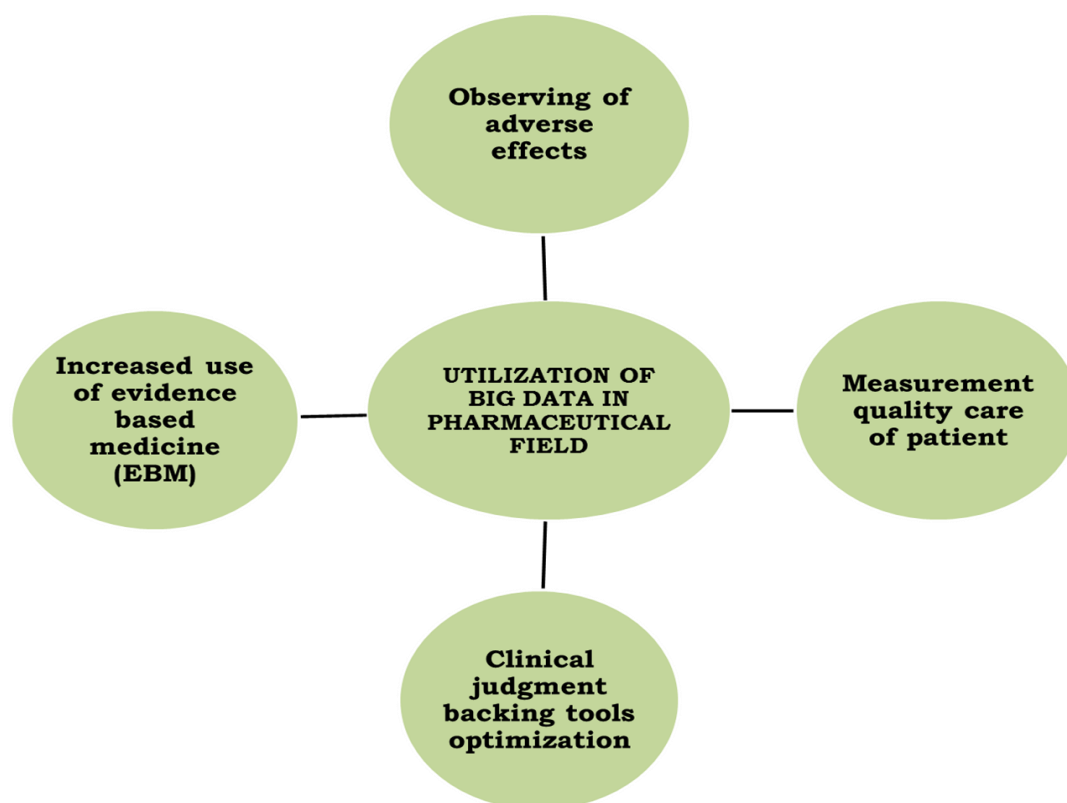 Observing of
adverse
effects
Increased use
of evidence
based
medicine
(EBM)
UTILIZATION OF
BIG DATA IN
PHARMACEUTICAL
FIELD
Measurement
quality care
of patient
Clinical
judgment
backing tools
optimization